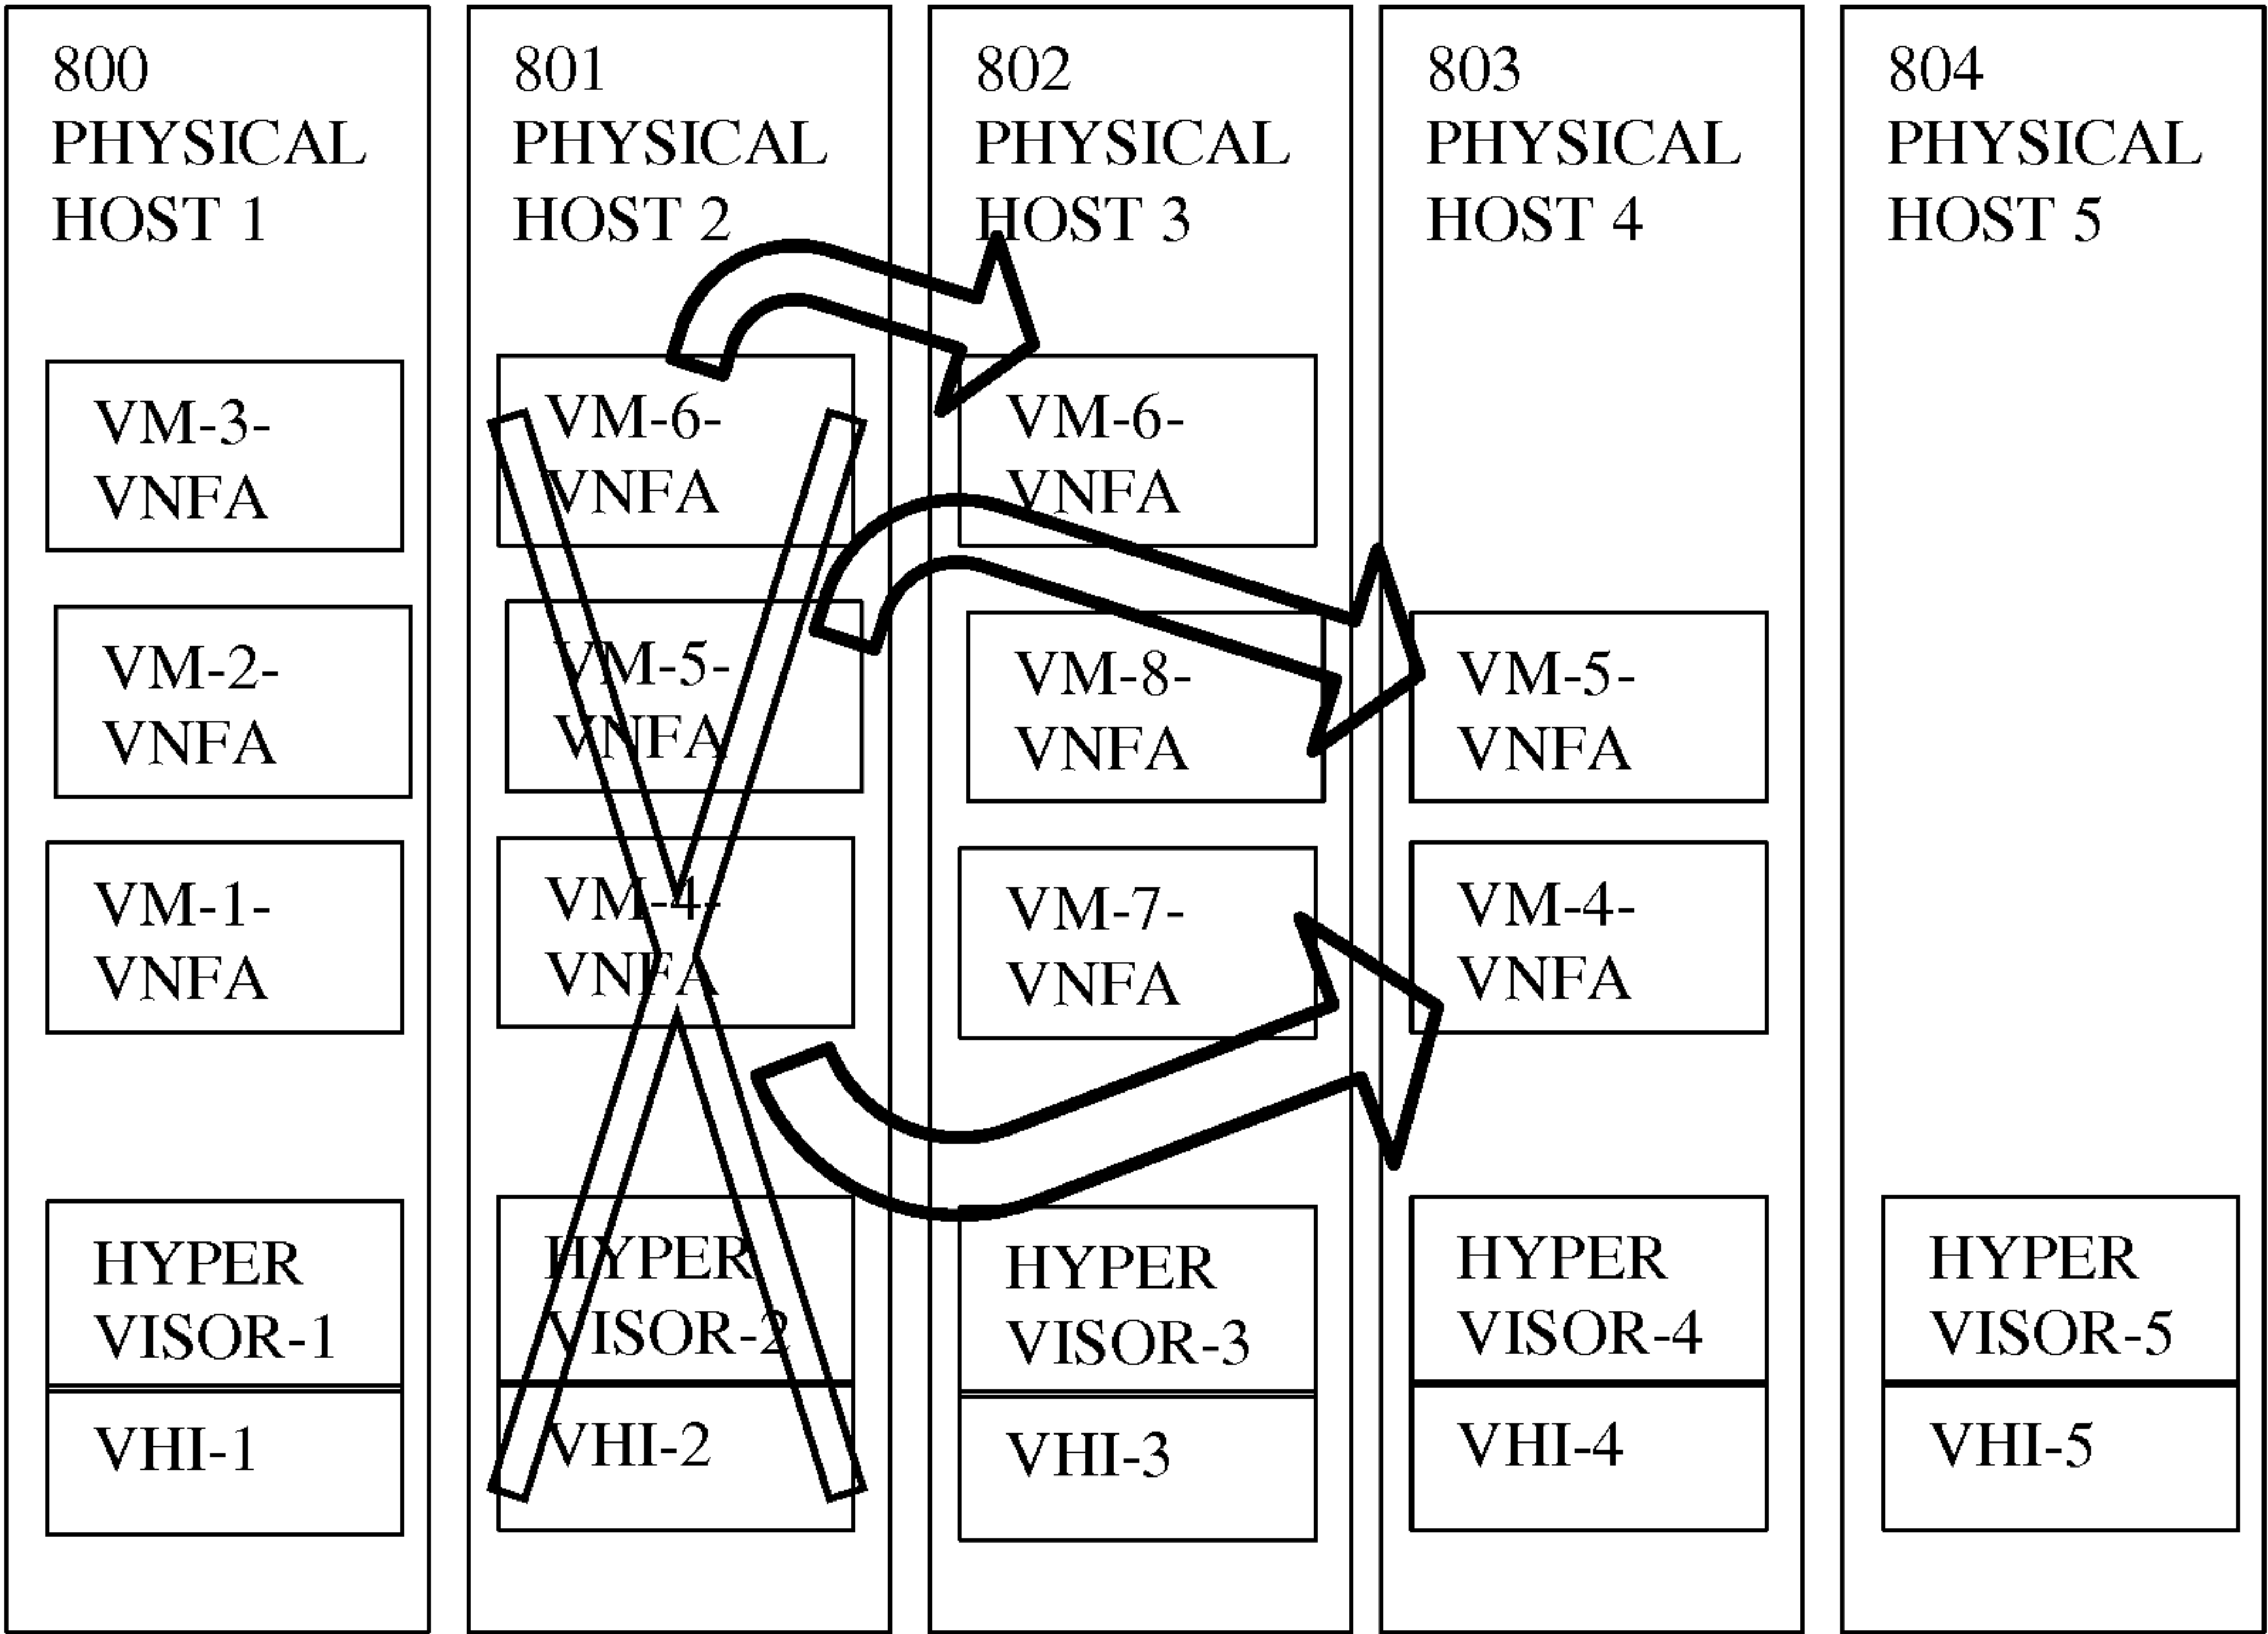 800
PHYSICAL
HOST 1
VM-3-
VNFA
VM-2-
VNFA
VM-1-
VNFA
HYPER
VISOR-1
VHI-1
801
PHYSICAL
HOST 2
VM-6-
VNFA
VM-5-
VNFA
VM-4-
VNFA
HYPER
VISOR-2
VHI-2
802
PHYSICAL
HOST 3
VM-6-
VNFA
VM-8-
VNFA
VM-7-
VNFA
HYPER
VISOR-3
VHI-3
803
PHYSICAL
HOST 4
VM-5-
VNFA
VM-4-
VNFA
HYPER
VISOR-4
VHI-4
804
PHYSICAL
HOST 5
HYPER
VISOR-5
VHI-5